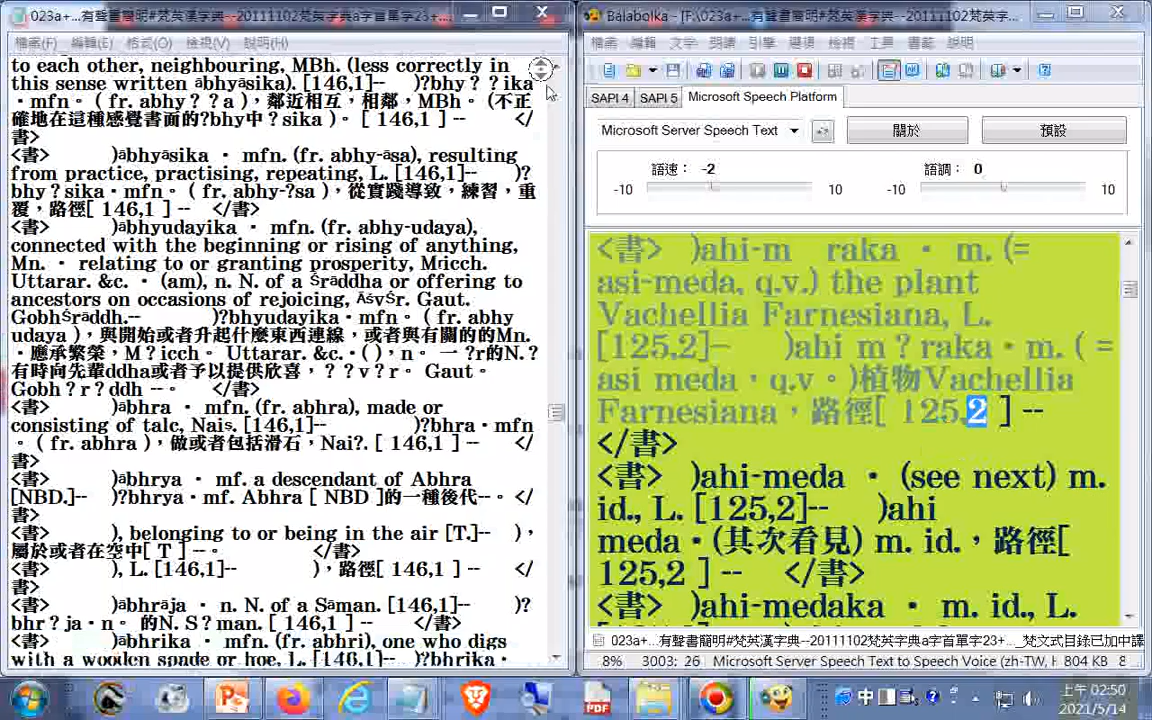 023a+...有聲書簡明#梵英漢字典--20111102梵英字典a字首單字23+...
檔案(F) 編輯(E) 格式(O) 檢視(V) 說明(H)
to each other, neighbouring, MBh. (less correctly in
this sense written ābhyāsika). [146,1]-- )?bhy ? ? ika
‧mfn。( fr. abhy ? ? a ),鄰近相互,相鄰,MBh。(不正
確地在這種感覺書面的?bhy中 ? sika )。[ 146,1 ] -- </
書>
<書> )ābhyāsika ‧ mfn. (fr. abhy-āsa), resulting
from practice, practising, repeating, L. [146,1]-- )?
bhy ? sika‧mfn。( fr. abhy-?sa ),從實踐導致,練習,重
覆,路徑[ 146,1 ] -- </書>
<書> )ābhyudayika ‧ mfn. (fr. abhy-udaya),
connected with the beginning or rising of anything,
Mn. ‧ relating to or granting prosperity, Mṛicch.
Uttarar. &c. ‧ (am), n. N. of a Śrāddha or offering to
ancestors on occasions of rejoicing, ĀśvŚr. Gaut.
GobhŚrāddh.-- )?bhyudayika‧mfn。( fr. abhy
udaya ),與開始或者升起什麼東西連線,或者與有關的的Mn.
‧應承繁榮,M ? icch。 Uttarar. &c.‧( ),n。 一 ?r的N. ?
有時向先輩ddha或者予以提供欣喜,? ? v ? r。 Gaut。
Gobh ? r ? ddh --。 </書>
<書> )ābhra ‧ mfn. (fr. abhra), made or
consisting of talc, Naiṣ. [146,1]-- )?bhra‧mfn
。( fr. abhra ),做或者包括滑石,Nai?. [ 146,1 ] -- </
書>
<書> )ābhrya ‧ mf. a descendant of Abhra
[NBD.]-- )?bhrya‧mf. Abhra [ NBD ]的一種後代--。 </
書>
<書> ), belonging to or being in the air [T.]-- ),
屬於或者在空中[ T ] --。 </書>
<書> ), L. [146,1]-- ),路徑[ 146,1 ] -- </
書>
<書> )ābhrāja ‧ n. N. of a Sāman. [146,1]-- )?
bhr ? ja‧n。 的N. S ? man. [ 146,1 ] -- </書>
<書> )ābhrika ‧ mfn. (fr. abhri), one who digs
with a wooden spade or hoe, L. [146,1]-- )?bhrika‧
Balabolka - [F:\023a+...有聲書簡明#梵英漢字典--20111102梵英字...
檔案 編輯 文字 朗讀 引擎 選項 檢視 工具 書籤 說明
SAPI 4 SAPI 5 Microsoft Speech Platform
Microsoft Server Speech Text 關於 預設
語速: -2 語調: 0
-10 10 -10 10
<書> )ahi-m raka ‧ m. (=
asi-meda, q.v.) the plant
Vachellia Farnesiana, L.
[125,2]-- )ahi m ? raka‧m. ( =
asi meda,q.v。)植物Vachellia
Farnesiana,路徑[ 125,2 ] --
</書>
<書> )ahi-meda ‧ (see next) m.
id., L. [125,2]-- )ahi
meda‧(其次看見) m. id.,路徑[
125,2 ] -- </書>
<書> )ahi-medaka ‧ m. id., L.
023a+...有聲書簡明#梵英漢字典--20111102梵英字典a字首單字23+..._梵文式目錄已加中譯
8% 3003: 26 Microsoft Server Speech Text to Speech Voice (zh-TW, H 804 KB 8
中
上午 02:50
2021/5/14